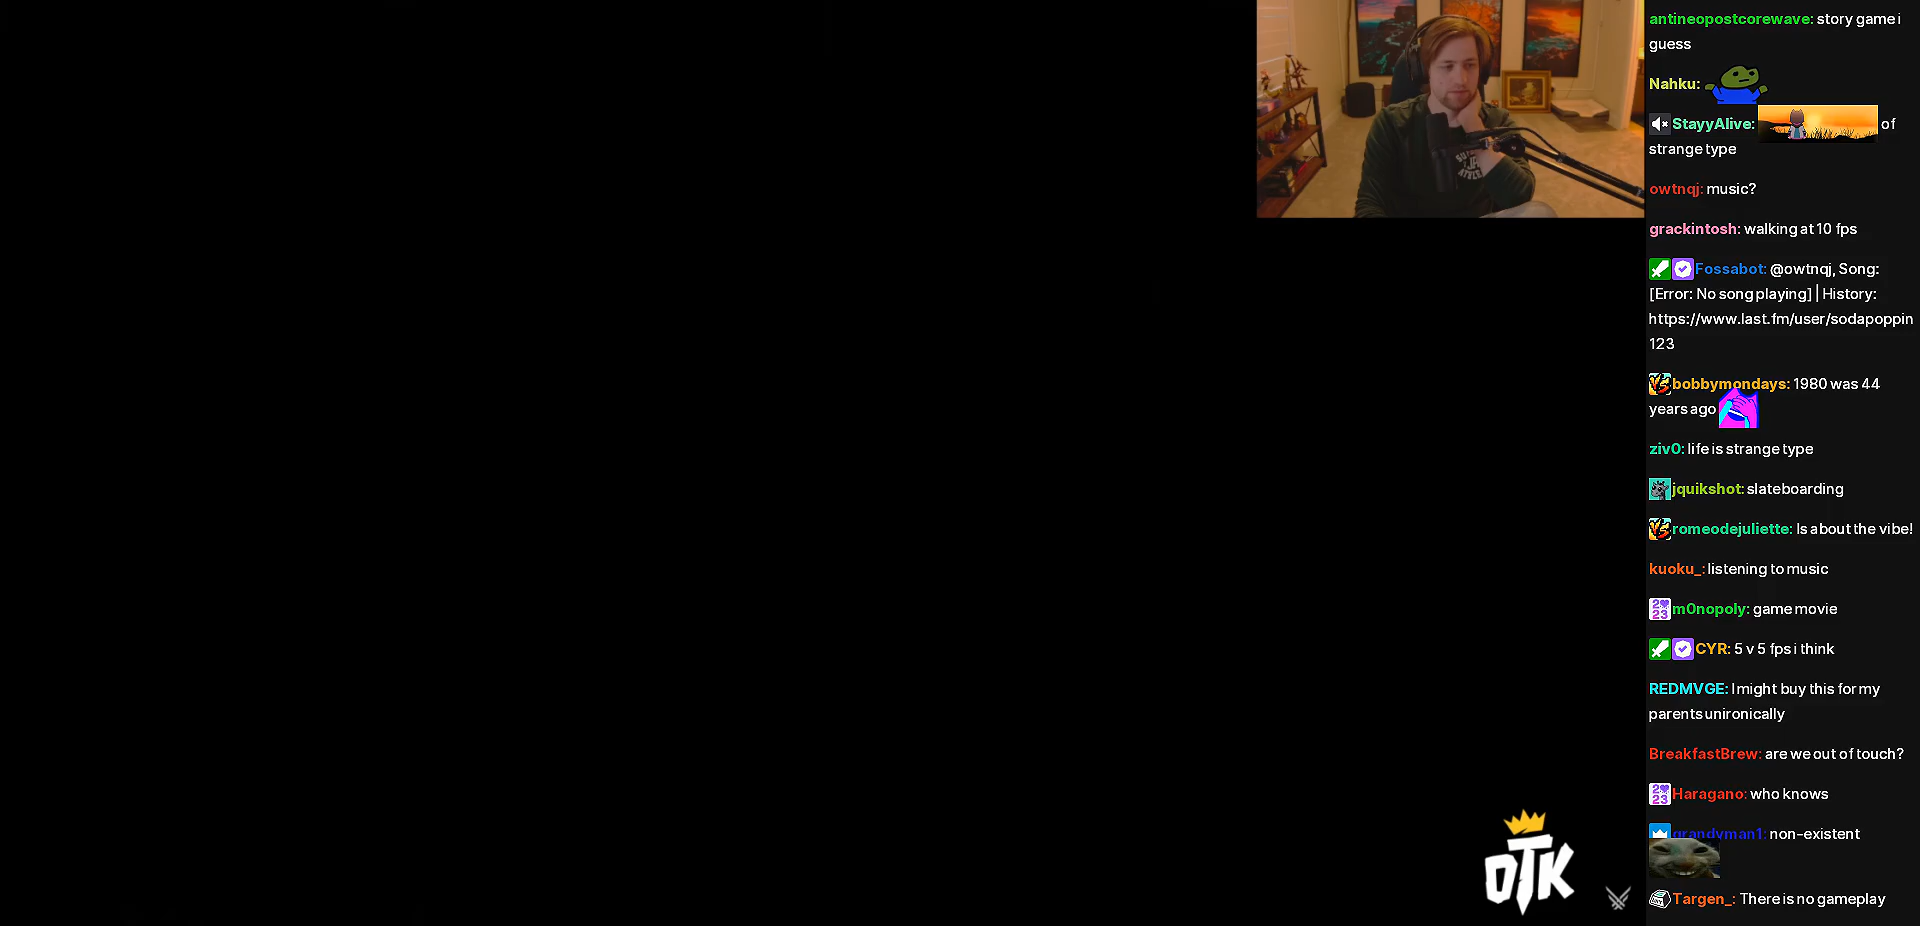 antineopostcorewave: story game i
guess
Nahku:
StayyAlive: of
strange type
owtnqj: music?
grackintosh: walking at 10 fps
Fossabot: @owtnqj, Song:
[Error: No song playing] | History:
https://www.last.fm/user/sodapoppin
123
bobbymondays: 1980 was 44
years ago
ziv0: life is strange type
jquikshot: slateboarding
romeodejuliette: Is about the vibe!
kuoku_: listening to music
2023 m0nopoly: game movie
CYR: 5 v 5 fps i think
REDMVGE: I might buy this for my
parents unironically
BreakfastBrew: are we out of touch?
2023 Haragano: who knows
grandyman1: non-existent
Targen_: There is no gameplay
OTK